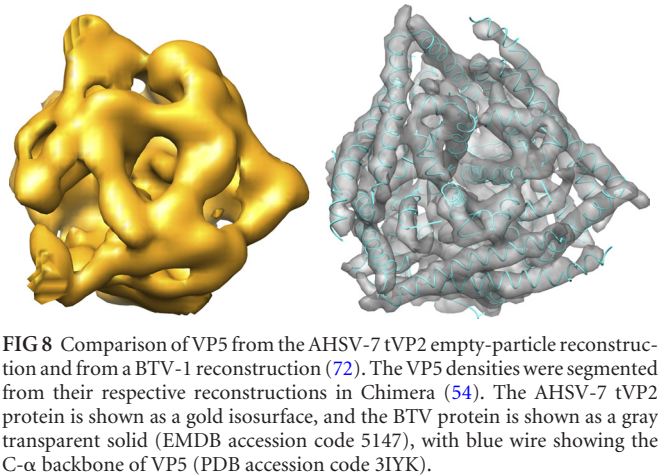 FIG 8 Comparison of VP5 from the AHSV-7 tVP2 empty-particle reconstruc-
tion and from a BTV-1 reconstruction (72). The VP5 densities were segmented
from their respective reconstructions in Chimera (54). The AHSV-7 tVP2
protein is shown as a gold isosurface, and the BTV protein is shown as a gray
transparent solid (EMDB accession code 5147), with blue wire showing the
C-α backbone of VP5 (PDB accession code 3IYK).